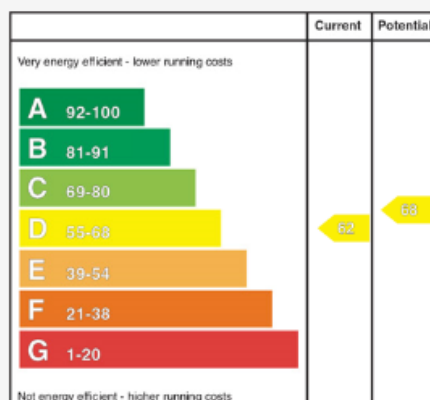 Current Potential
Very energy efficient - lower running costs
A 92-100
B 81-91
C 69-80
D 55-68
E 39-54
F 21-38
G 1-20
62
68
Not energy efficient - higher running costs